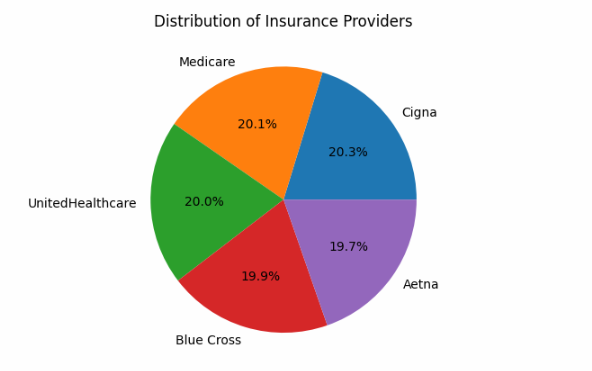 Distribution of Insurance Providers
Medicare
Cigna
20.1%
20.3%
UnitedHealthcare
20.0%
19.7%
19.9%
Aetna
Blue Cross